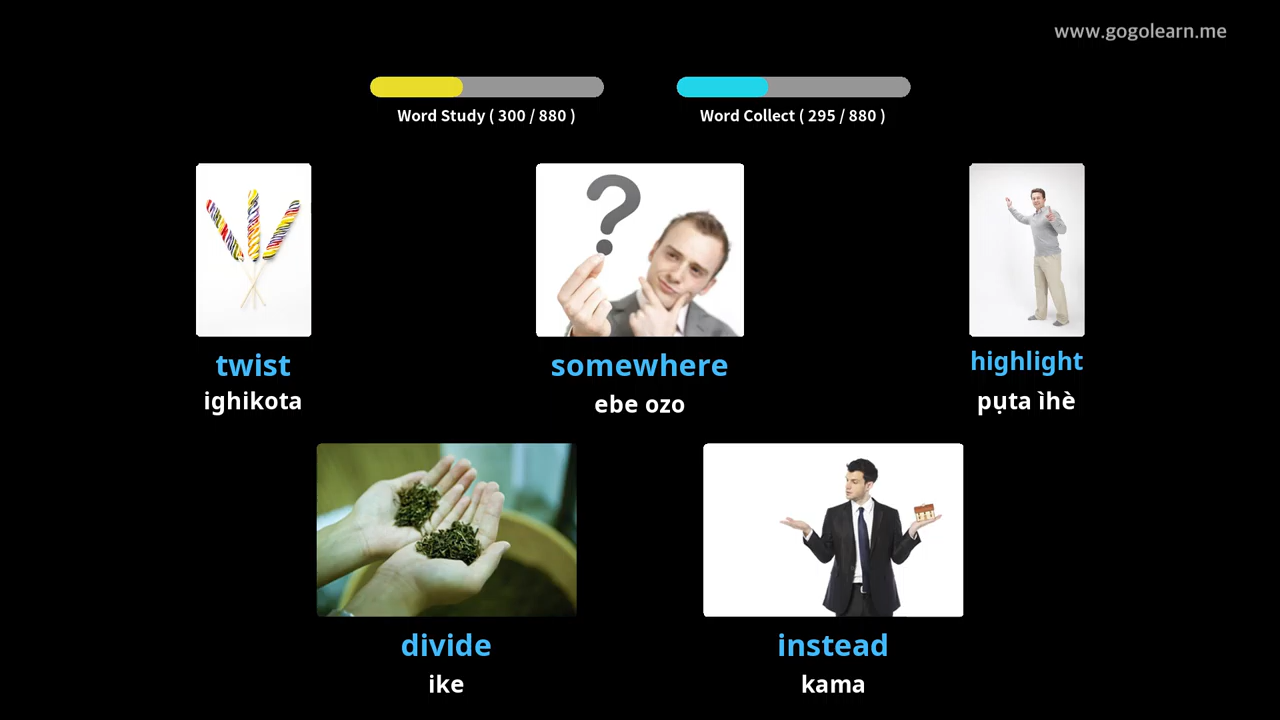 www.gogolearn.me
Word Study ( 300 / 880 )
Word Collect ( 295 / 880 )
twist
ighikota
somewhere
ebe ozo
highlight
pụta ìhè
divide
ike
instead
kama